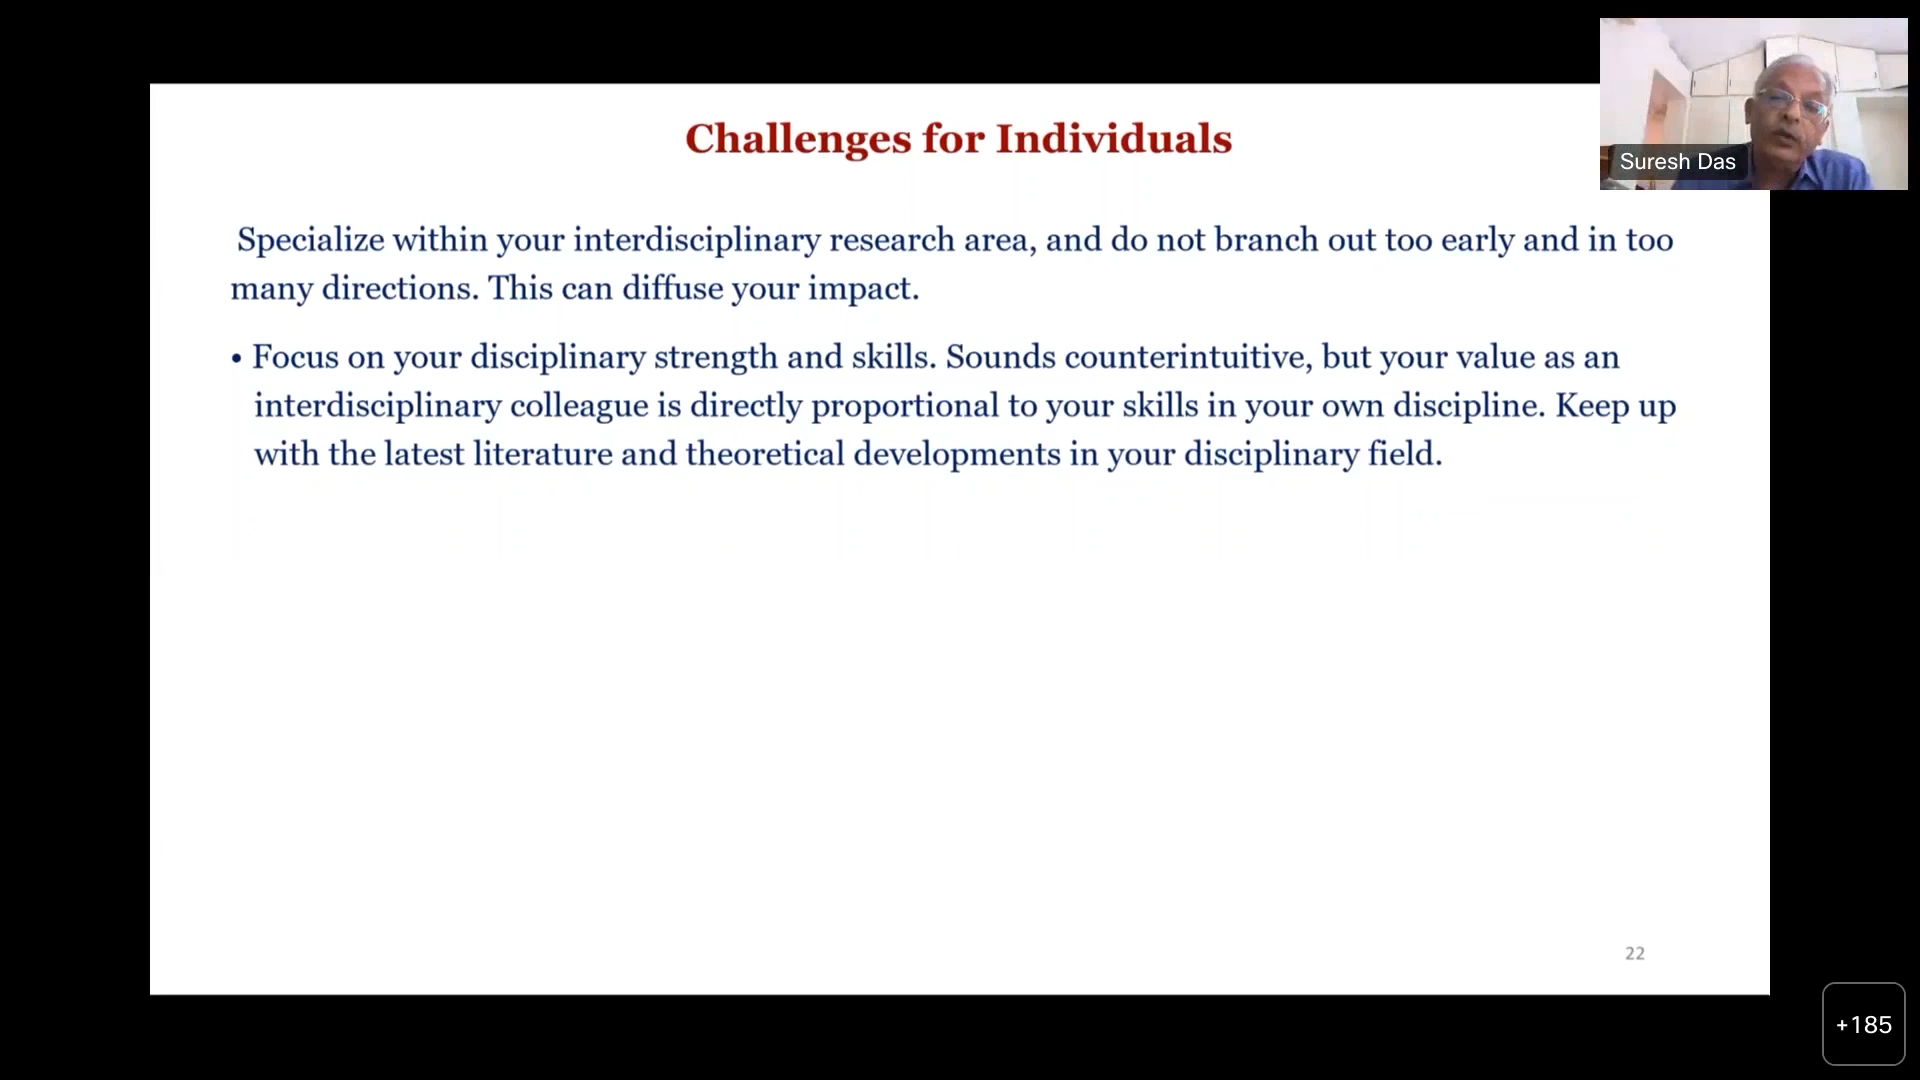 Challenges for Individuals
Suresh Das
Specialize within your interdisciplinary research area, and do not branch out too early and in too
many directions. This can diffuse your impact.
• Focus on your disciplinary strength and skills. Sounds counterintuitive, but your value as an
interdisciplinary colleague is directly proportional to your skills in your own discipline. Keep up
with the latest literature and theoretical developments in your disciplinary field.
22
+185